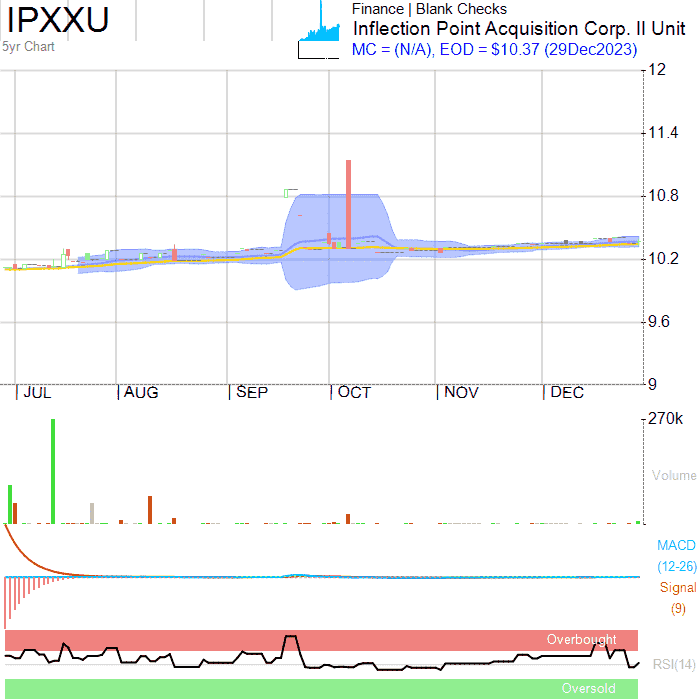 IPXXU
5yr Chart
Finance | Blank Checks
Inflection Point Acquisition Corp. II Unit
MC = (N/A), EOD = $10.37 (29Dec2023)
12
11.4
10.8
10.2
9.6
9
JUL AUG SEP OCT NOV DEC
270k
Volume
MACD
(12-26)
Signal
(9)
Overbought
RSI(14)
Oversold